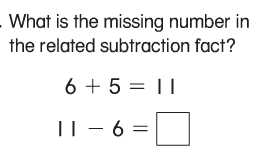 . What is the missing number in
the related subtraction fact?
6 + 5 = 11
11 − 6 = □